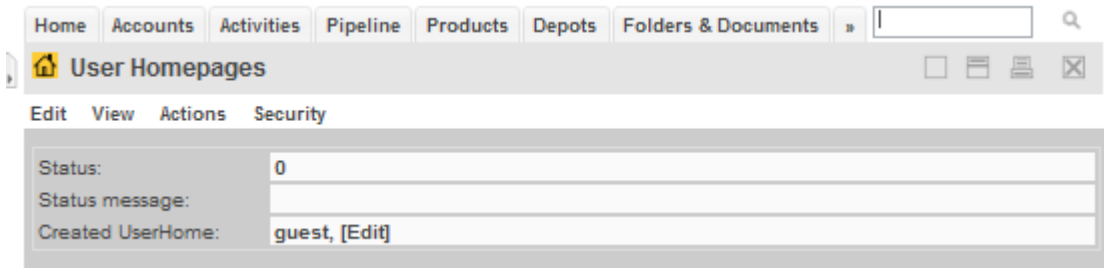 Home Accounts Activities Pipeline Products Depots Folders & Documents »
User Homepages
Edit View Actions Security
Status: 0
Status message:
Created UserHome: guest, [Edit]